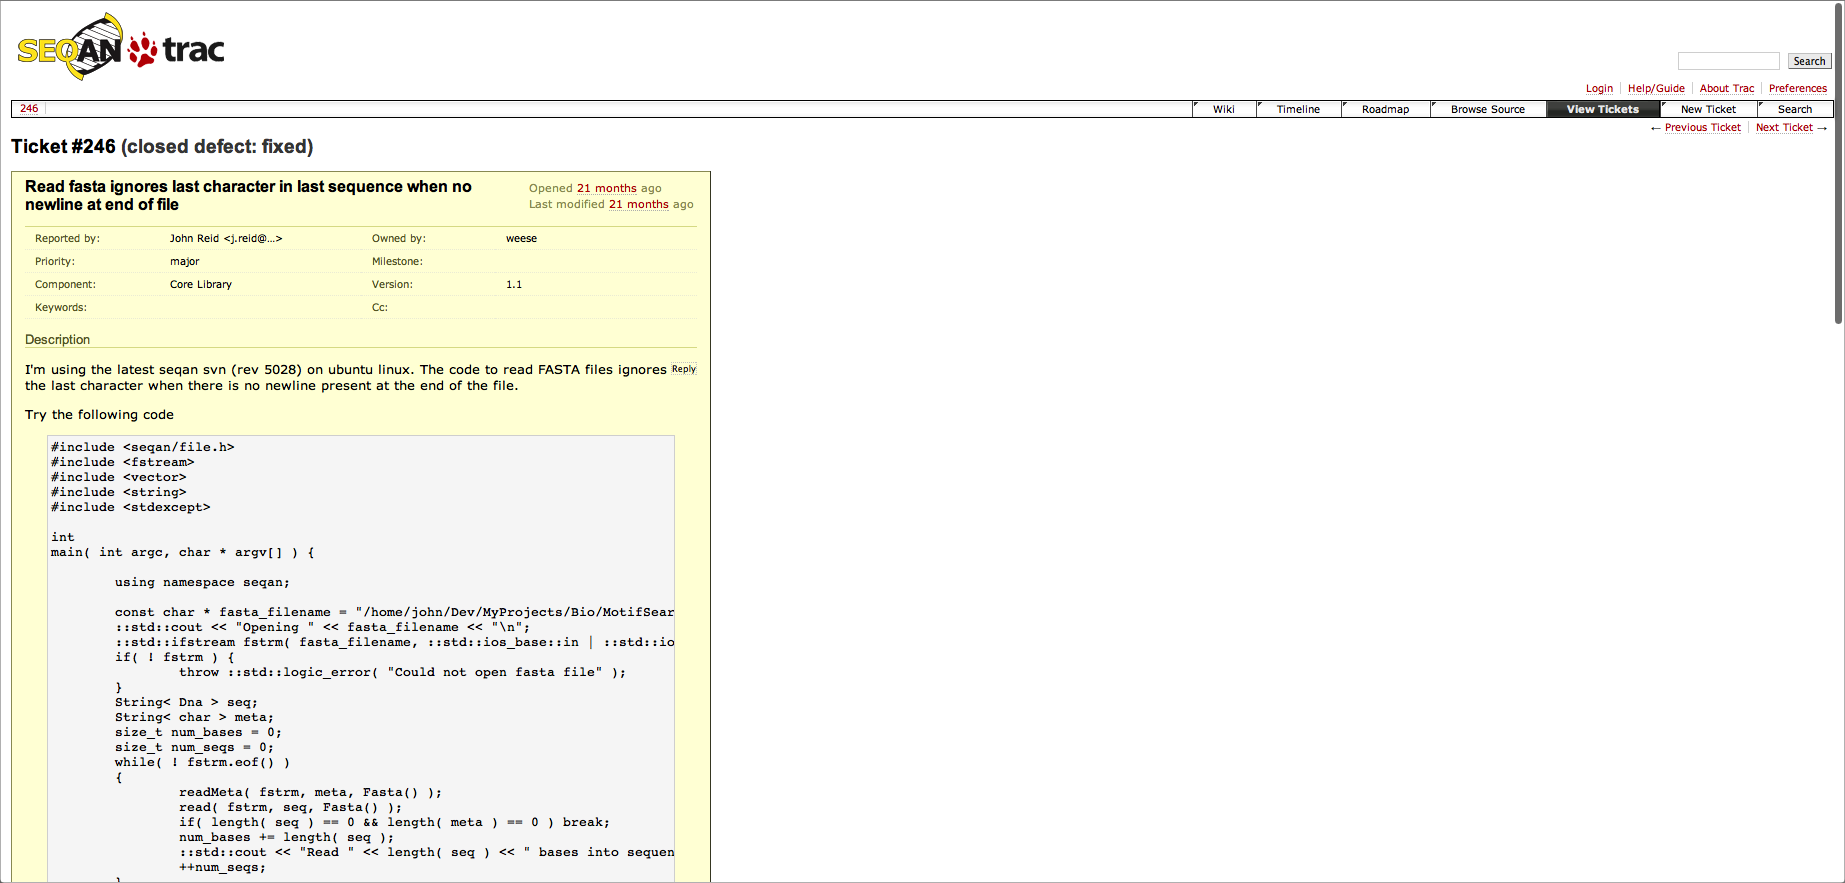 SEQAN trac
Search
Login Help/Guide About Trac Preferences
246 Wiki Timeline Roadmap Browse Source View Tickets New Ticket Search
← Previous Ticket Next Ticket →
Ticket #246 (closed defect: fixed)
Read fasta ignores last character in last sequence when no
newline at end of file
Opened 21 months ago
Last modified 21 months ago
Reported by: John Reid <j.reid@…> Owned by: weese
Priority: major Milestone:
Component: Core Library Version: 1.1
Keywords: Cc:
Description
I'm using the latest seqan svn (rev 5028) on ubuntu linux. The code to read FASTA files ignores Reply
the last character when there is no newline present at the end of the file.
Try the following code
#include <seqan/file.h>
#include <fstream>
#include <vector>
#include <string>
#include <stdexcept>
int
main( int argc, char * argv[] ) {
using namespace seqan;
const char * fasta_filename = "/home/john/Dev/MyProjects/Bio/MotifSear
::std::cout << "Opening " << fasta_filename << "\n";
::std::ifstream fstrm( fasta_filename, ::std::ios_base::in | ::std::io
if( ! fstrm ) {
throw ::std::logic_error( "Could not open fasta file" );
}
String< Dna > seq;
String< char > meta;
size_t num_bases = 0;
size_t num_seqs = 0;
while( ! fstrm.eof() )
{
readMeta( fstrm, meta, Fasta() );
read( fstrm, seq, Fasta() );
if( length( seq ) == 0 && length( meta ) == 0 ) break;
num_bases += length( seq );
::std::cout << "Read " << length( seq ) << " bases into sequen
++num_seqs;
}